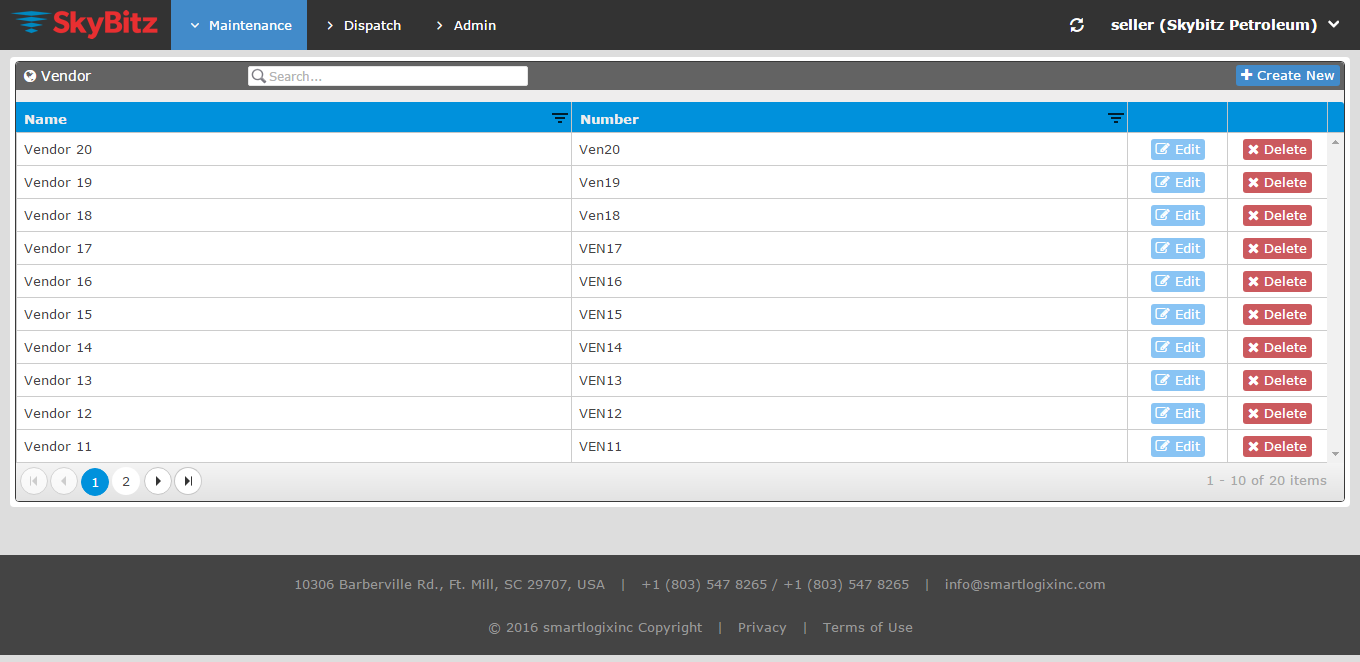 SkyBitz Maintenance Dispatch Admin seller (Skybitz Petroleum)
Vendor Search... Create New
Name Number
Vendor 20 Ven20 Edit Delete
Vendor 19 Ven19 Edit Delete
Vendor 18 Ven18 Edit Delete
Vendor 17 VEN17 Edit Delete
Vendor 16 VEN16 Edit Delete
Vendor 15 VEN15 Edit Delete
Vendor 14 VEN14 Edit Delete
Vendor 13 VEN13 Edit Delete
Vendor 12 VEN12 Edit Delete
Vendor 11 VEN11 Edit Delete
1 2 1 - 10 of 20 items
10306 Barberville Rd., Ft. Mill, SC 29707, USA | +1 (803) 547 8265 / +1 (803) 547 8265 | info@smartlogixinc.com
© 2016 smartlogixinc Copyright | Privacy | Terms of Use